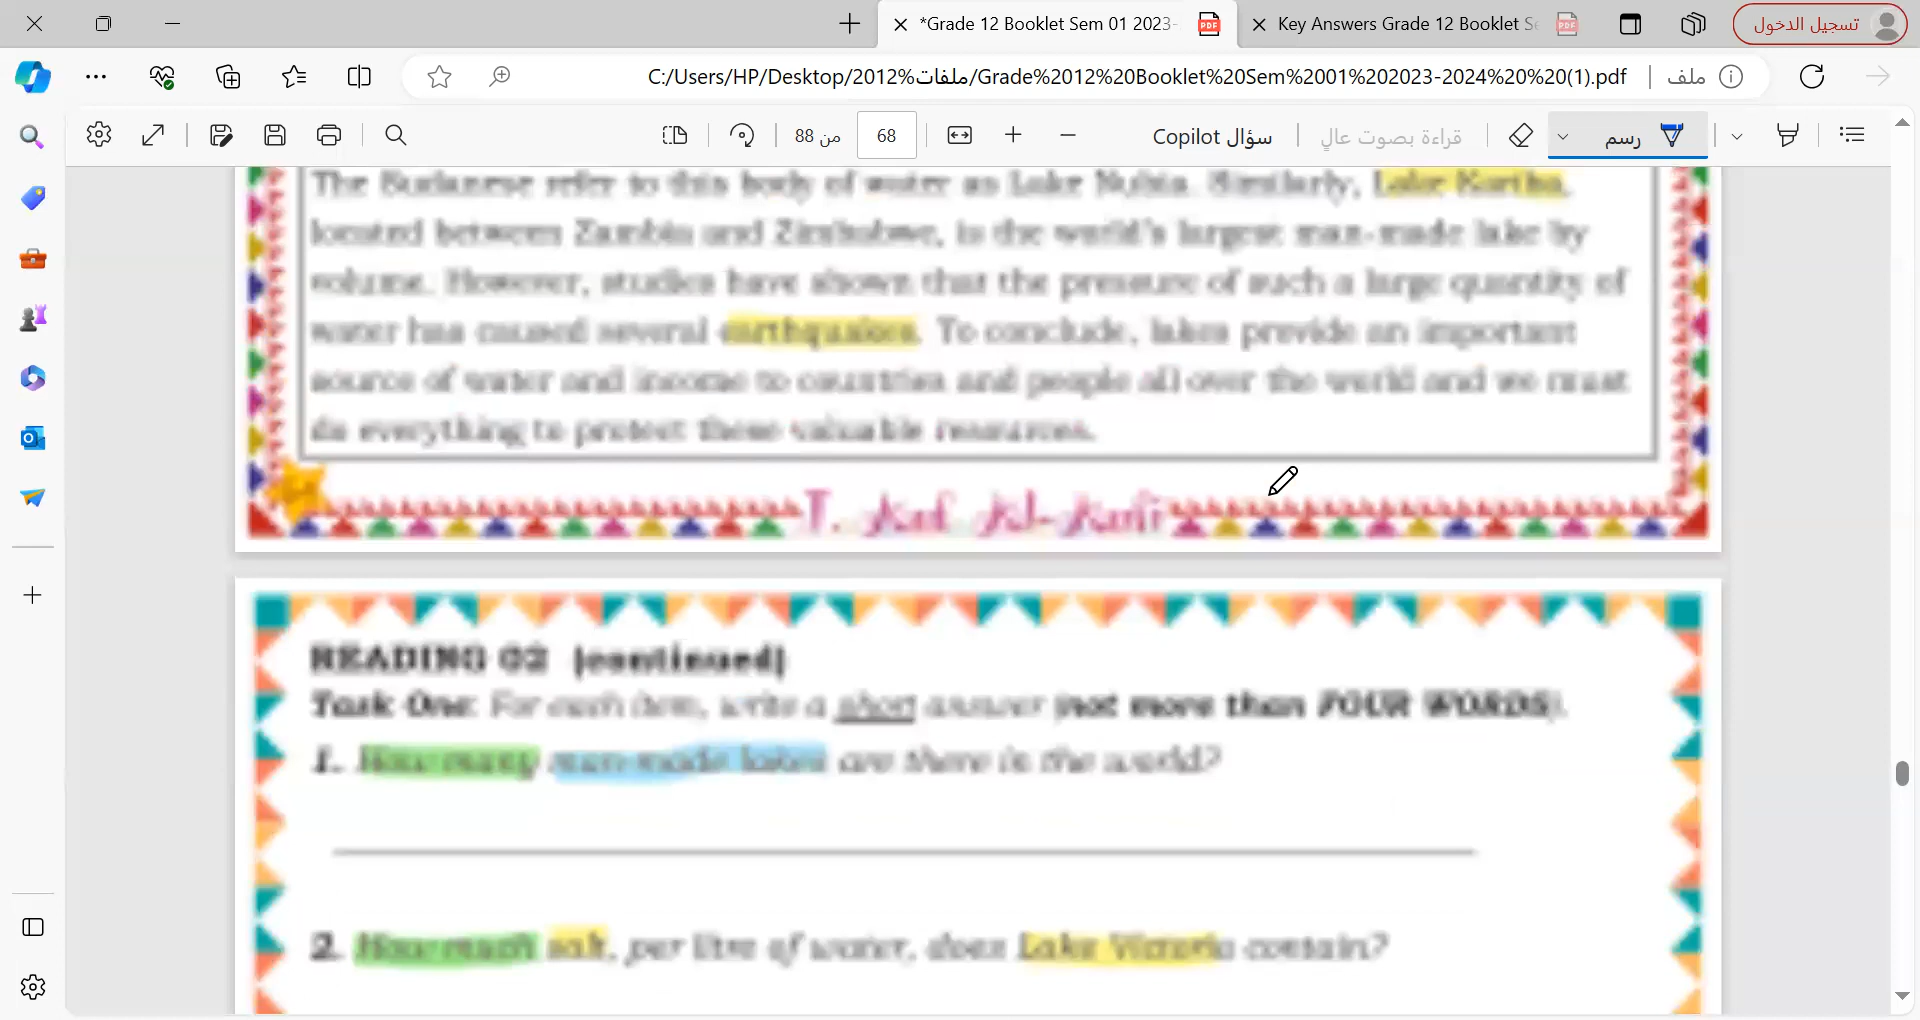 *Grade 12 Booklet Sem 01 2023-
Key Answers Grade 12 Booklet Se
تسجيل الدخول
C:/Users/HP/Desktop/2012%ملفات/Grade%2012%20Booklet%20Sem%2001%202023-2024%20%20(1).pdf
ملف
88 من
68
سؤال Copilot
قراءة بصوت عالٍ
رسم
The Sudanese refer to this body of water as Lake Nubia. Similarly, Lake Kariba,
located between Zambia and Zimbabwe, is the world's largest man-made lake by
volume. However, studies have shown that the pressure of such a large quantity of
water has caused several earthquakes. To conclude, lakes provide an important
source of water and income to countries and people all over the world and we must
do everything to protect these valuable resources.
READING 02 (continued)
Task One: For each item, write a short answer (not more than FOUR WORDS).
1. How many man-made lakes are there in the world?
2. How much salt, per litre of water, does Lake Victoria contain?